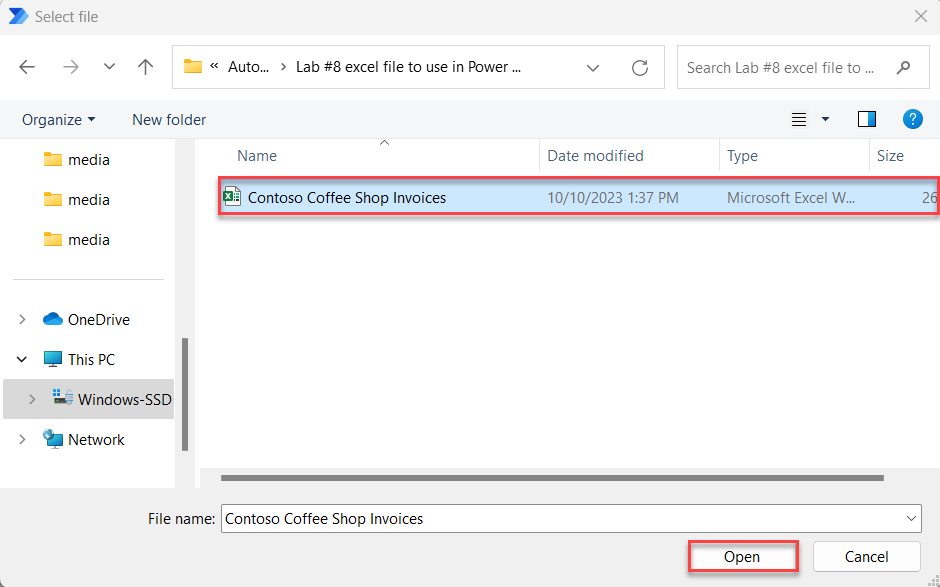 Select file
« Auto... > Lab #8 excel file to use in Power ...
Search Lab #8 excel file to ...
Organize New folder
?
media
media
media
OneDrive
This PC
Windows-SSD
Network
Name Date modified Type Size
Contoso Coffee Shop Invoices 10/10/2023 1:37 PM Microsoft Excel W... 26
File name: Contoso Coffee Shop Invoices
Open Cancel